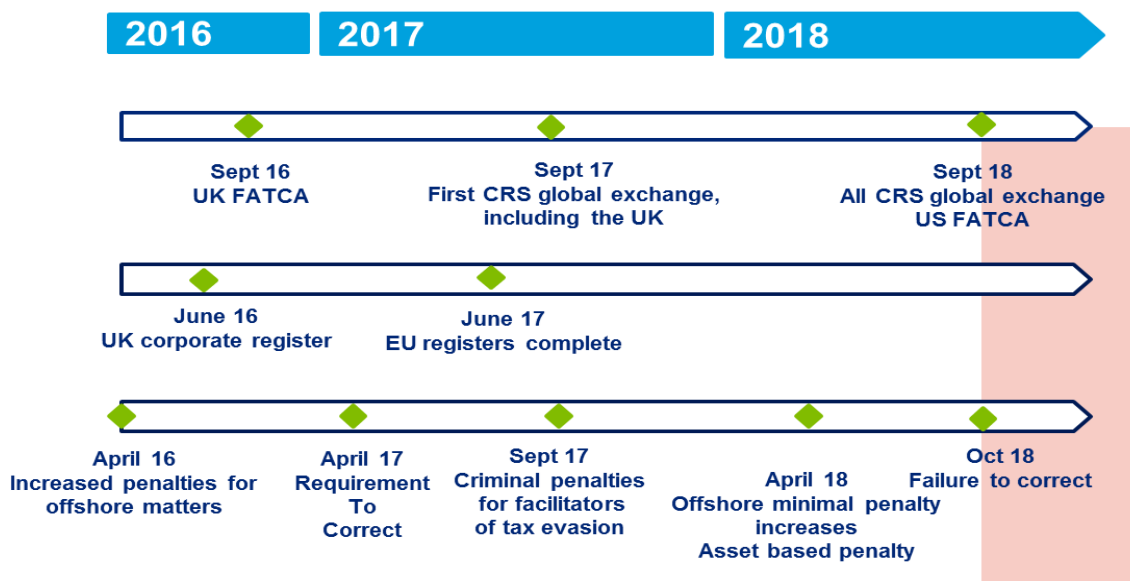 2016
2017
2018
Sept 16
UK FATCA
Sept 17
First CRS global exchange,
including the UK
Sept 18
All CRS global exchange
US FATCA
June 16
UK corporate register
June 17
EU registers complete
April 16
Increased penalties for
offshore matters
April 17
Requirement
To
Correct
Sept 17
Criminal penalties
for facilitators
of tax evasion
April 18
Offshore minimal penalty
increases
Asset based penalty
Oct 18
Failure to correct